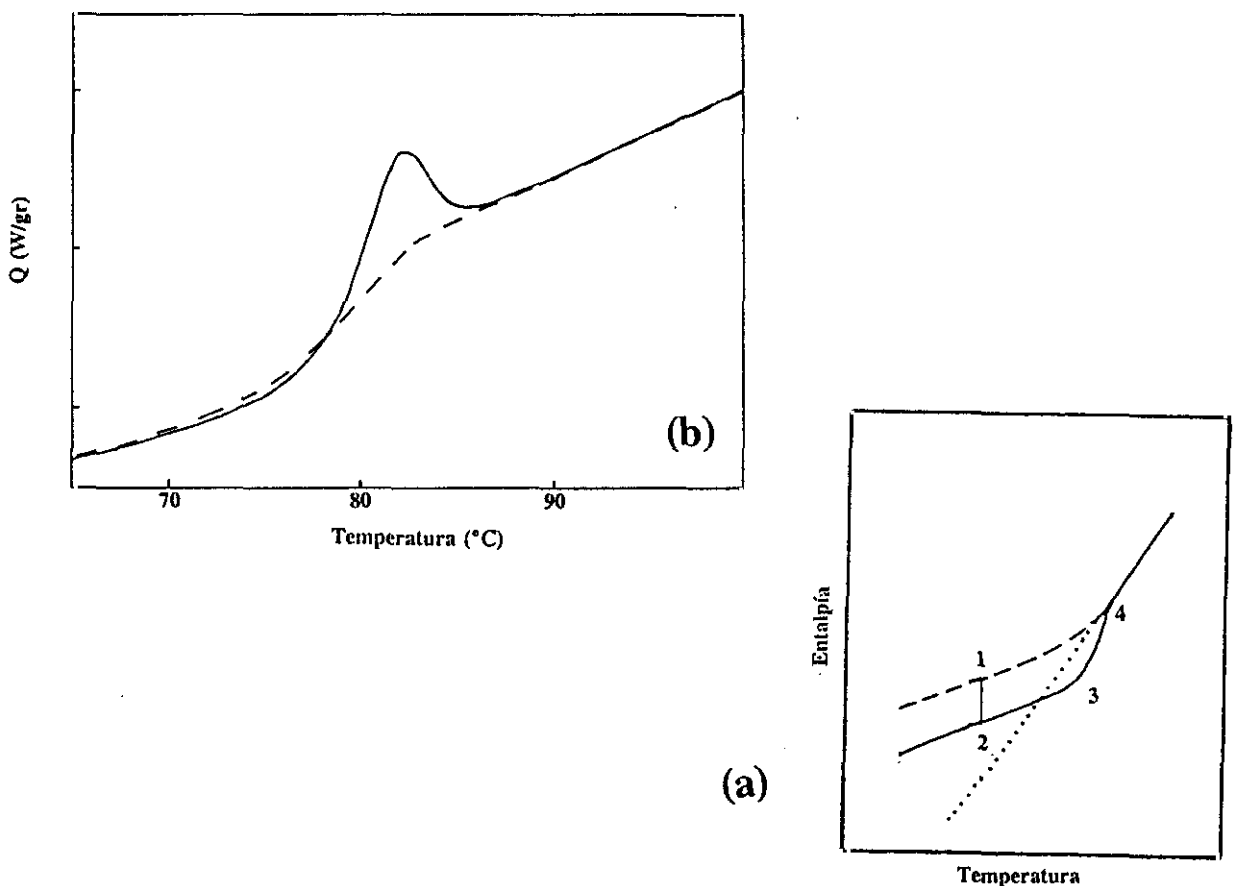 Q (W/gr)
(b)
70 80 90
Temperatura (°C)
Entalpía
1
2
3
4
(a)
Temperatura